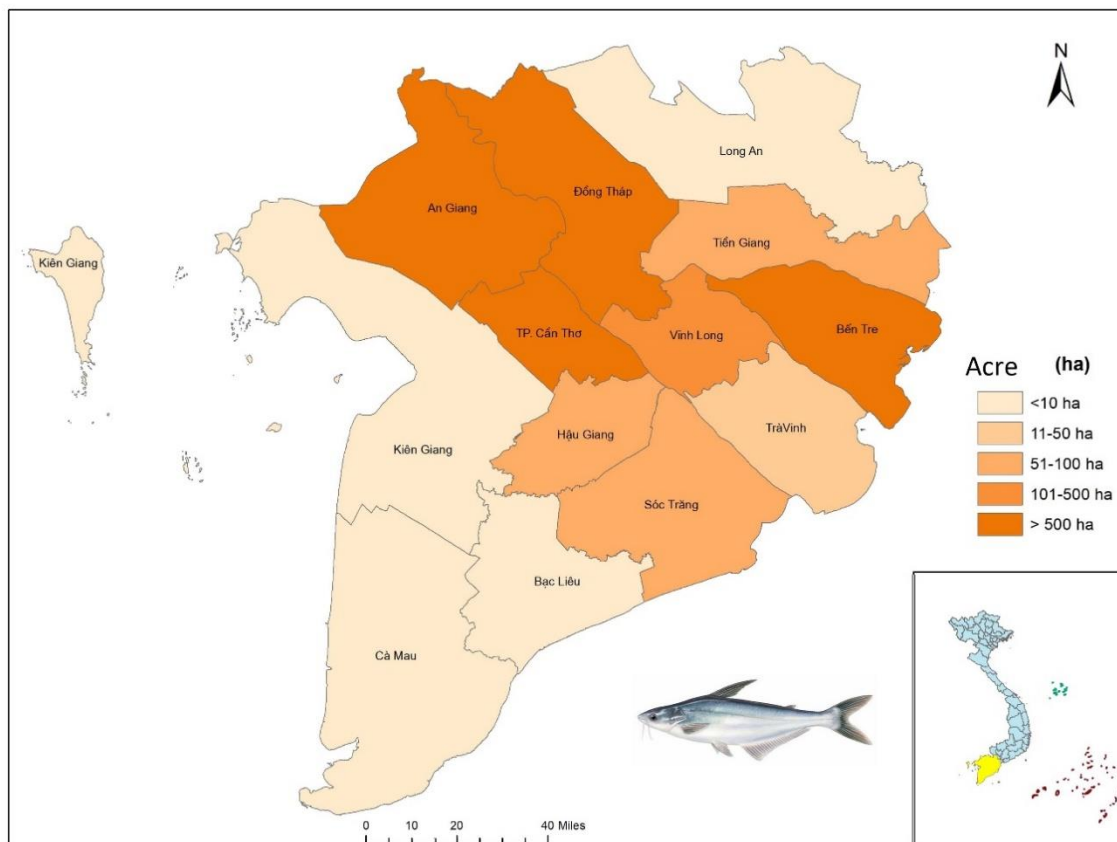 N
Long An
Đồng Tháp
An Giang
Tiền Giang
Kiên Giang
TP. Cần Thơ
Vĩnh Long
Bến Tre
Acre (ha)
<10 ha
11-50 ha
51-100 ha
101-500 ha
> 500 ha
TràVinh
Hậu Giang
Kiên Giang
Sóc Trăng
Bạc Liêu
Cà Mau
0 10 20 40 Miles